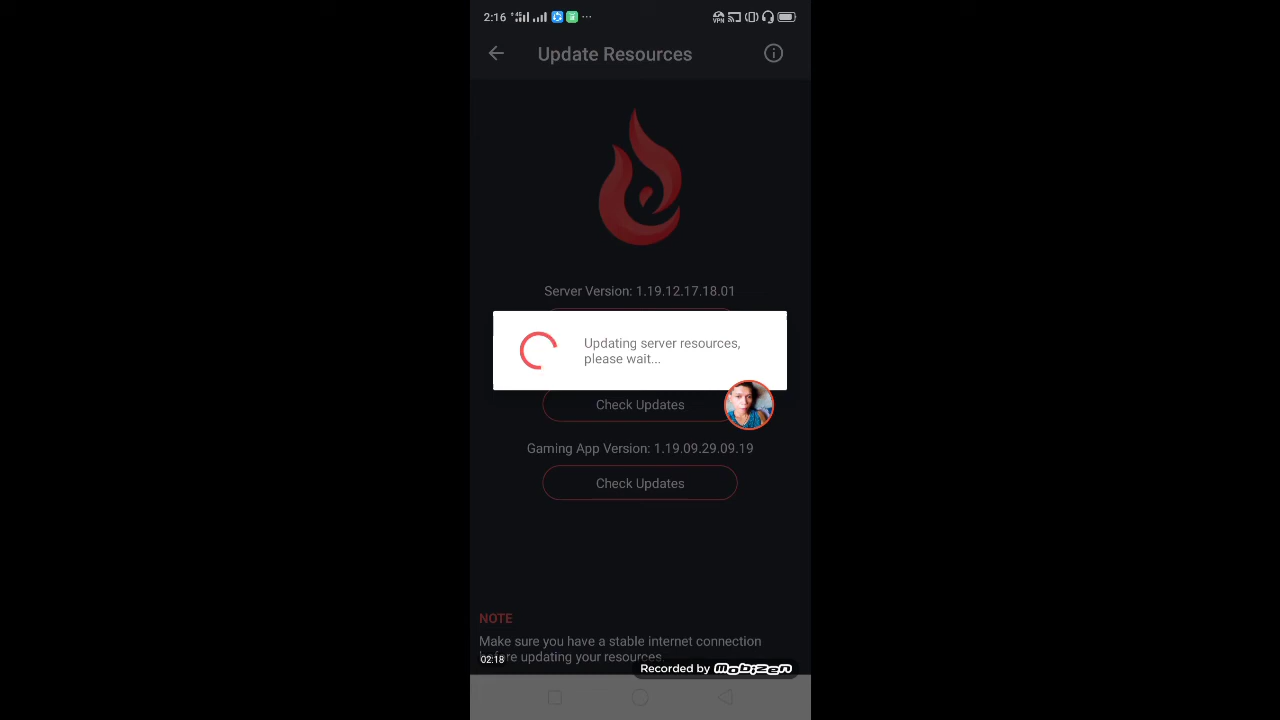 2:16
VPN
Update Resources
Server Version: 1.19.12.17.18.01
Updating server resources,
please wait...
Check Updates
Gaming App Version: 1.19.09.29.09.19
Check Updates
NOTE
Make sure you have a stable internet connection
before updating your resources.
02:18
Recorded by mobizen